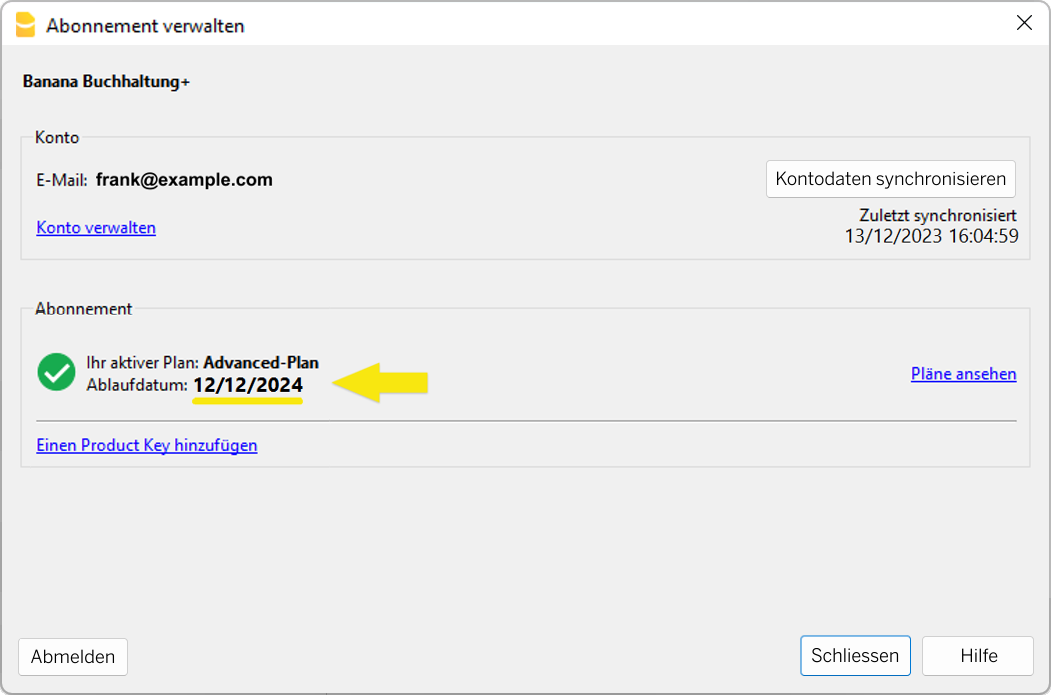 Abonnement verwalten
Banana Buchhaltung+
Konto
E-Mail: frank@example.com
Kontodaten synchronisieren
Konto verwalten
Zuletzt synchronisiert
13/12/2023 16:04:59
Abonnement
Ihr aktiver Plan: Advanced-Plan
Ablaufdatum: 12/12/2024
Pläne ansehen
Einen Product Key hinzufügen
Abmelden
Schliessen
Hilfe